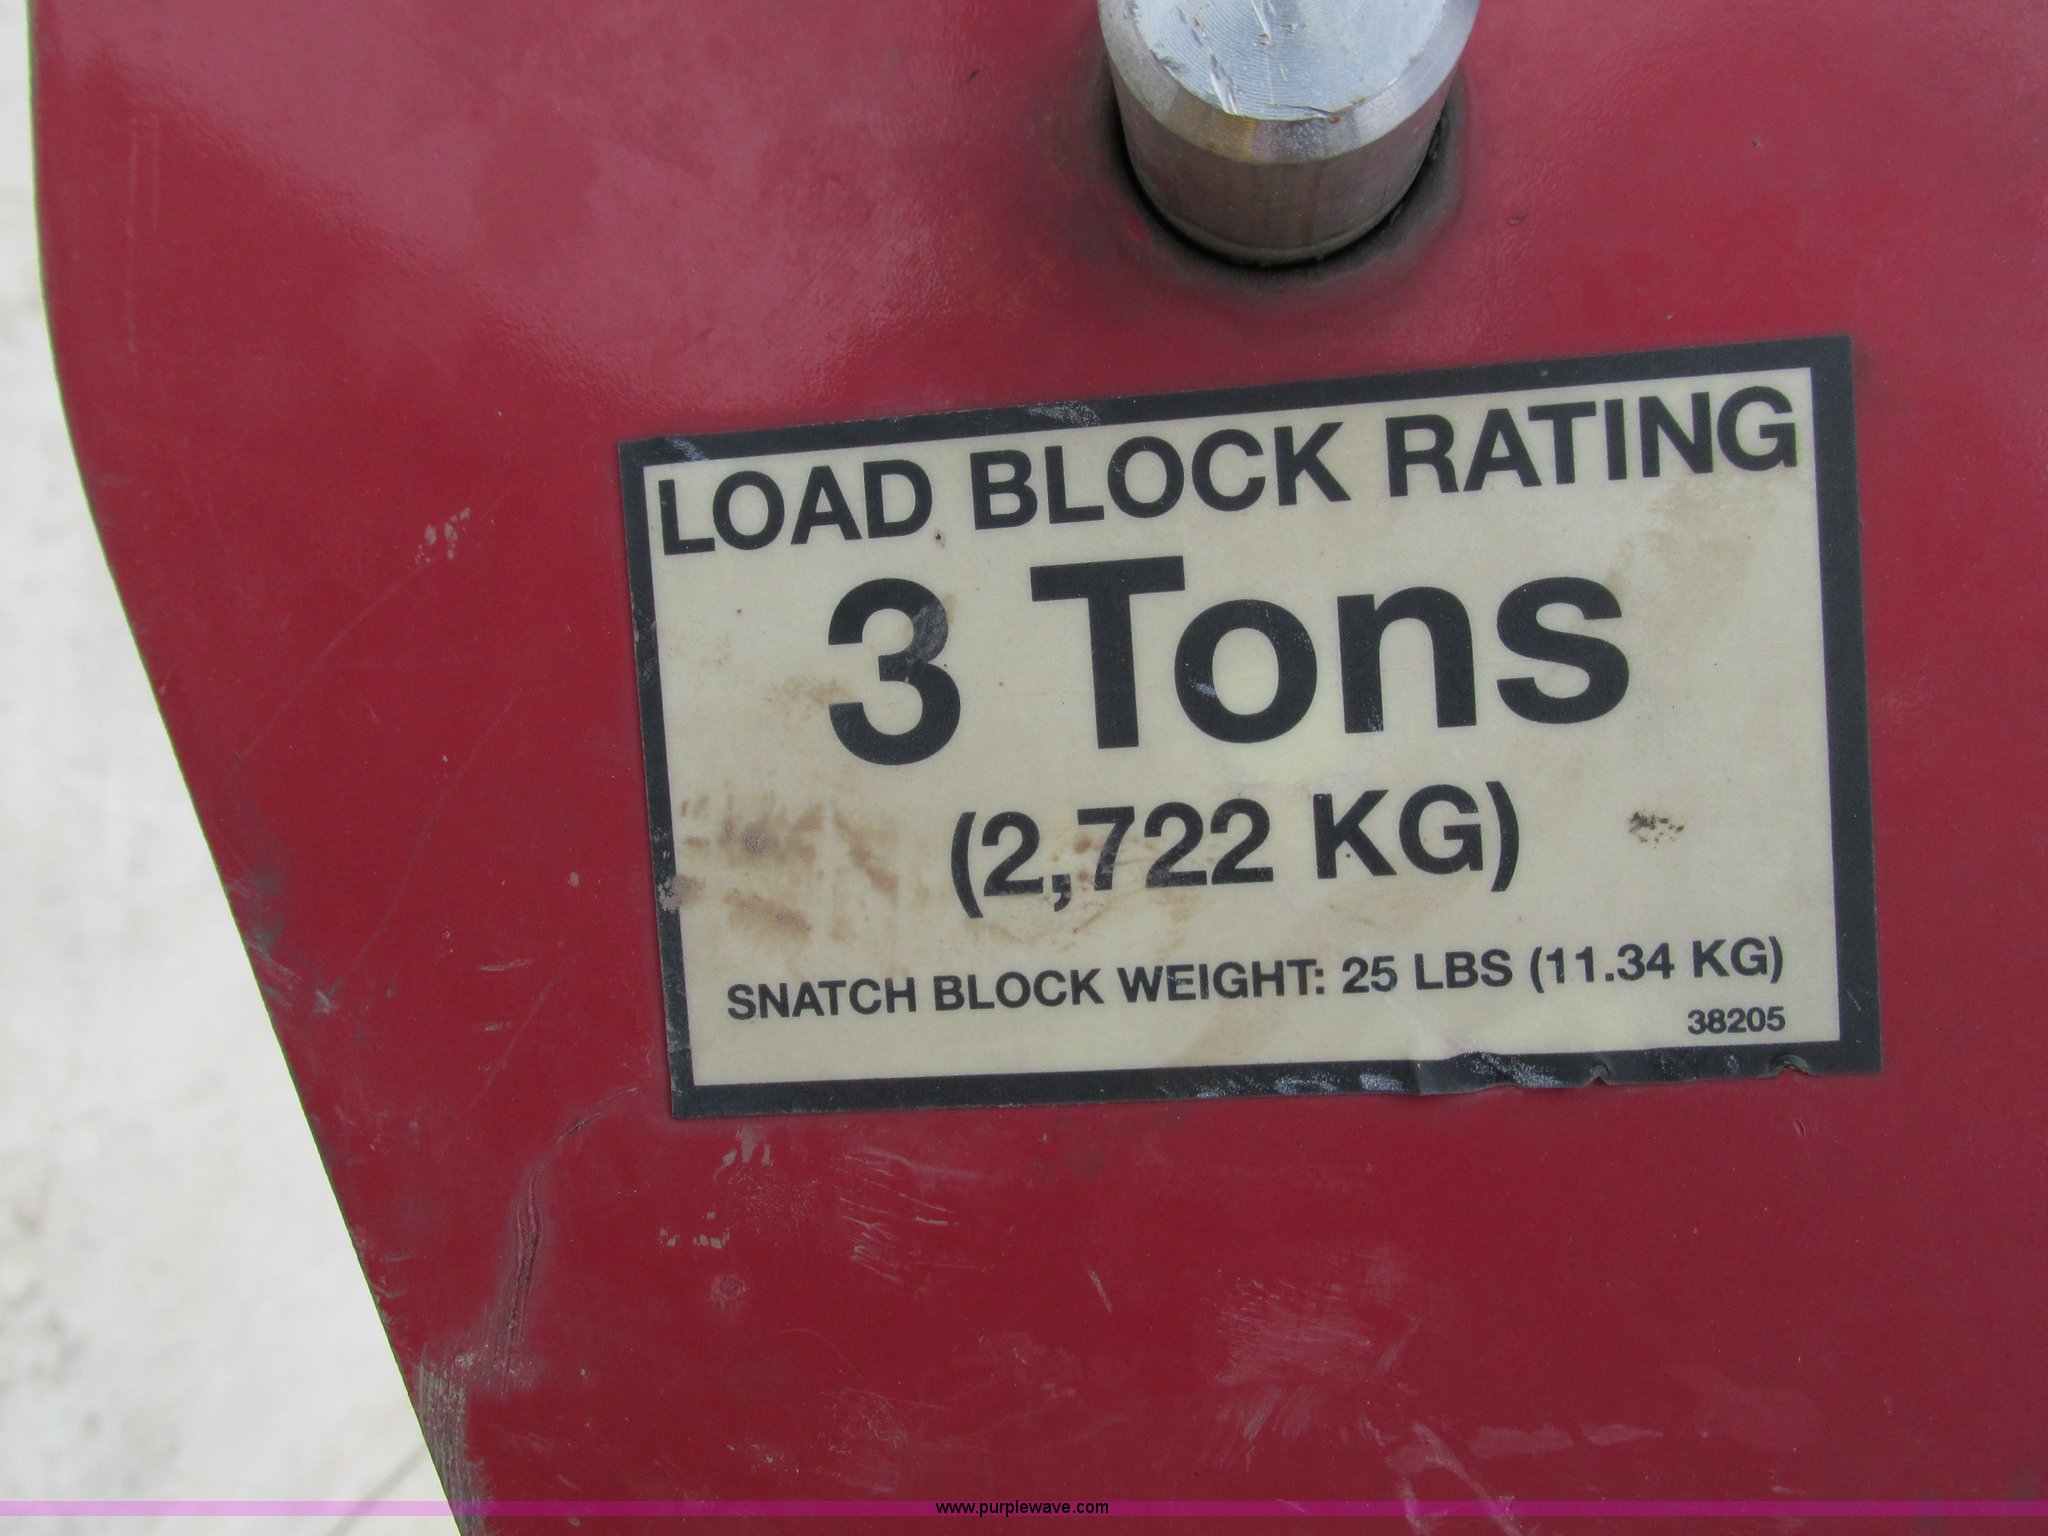 LOAD BLOCK RATING
3 Tons
(2,722 KG)
SNATCH BLOCK WEIGHT: 25 LBS (11.34 KG)
38205
www.purplewave.com